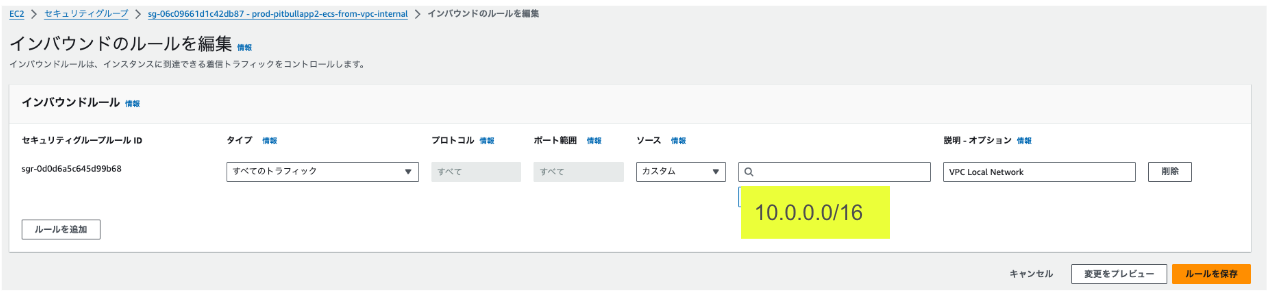 EC2 > セキュリティグループ > sg-06c09661d1c42db87 - prod-pitbullapp2-ecs-from-vpc-internal > インバウンドのルールを編集
インバウンドのルールを編集 情報
インバウンドルールは、インスタンスに到達できる着信トラフィックをコントロールします。
インバウンドルール 情報
セキュリティグループルール ID タイプ 情報 プロトコル 情報 ポート範囲 情報 ソース 情報 説明 - オプション 情報
sgr-0d0d6a5c645d99b68 すべてのトラフィック すべて すべて カスタム VPC Local Network 削除
10.0.0.0/16
ルールを追加
キャンセル 変更をプレビュー ルールを保存